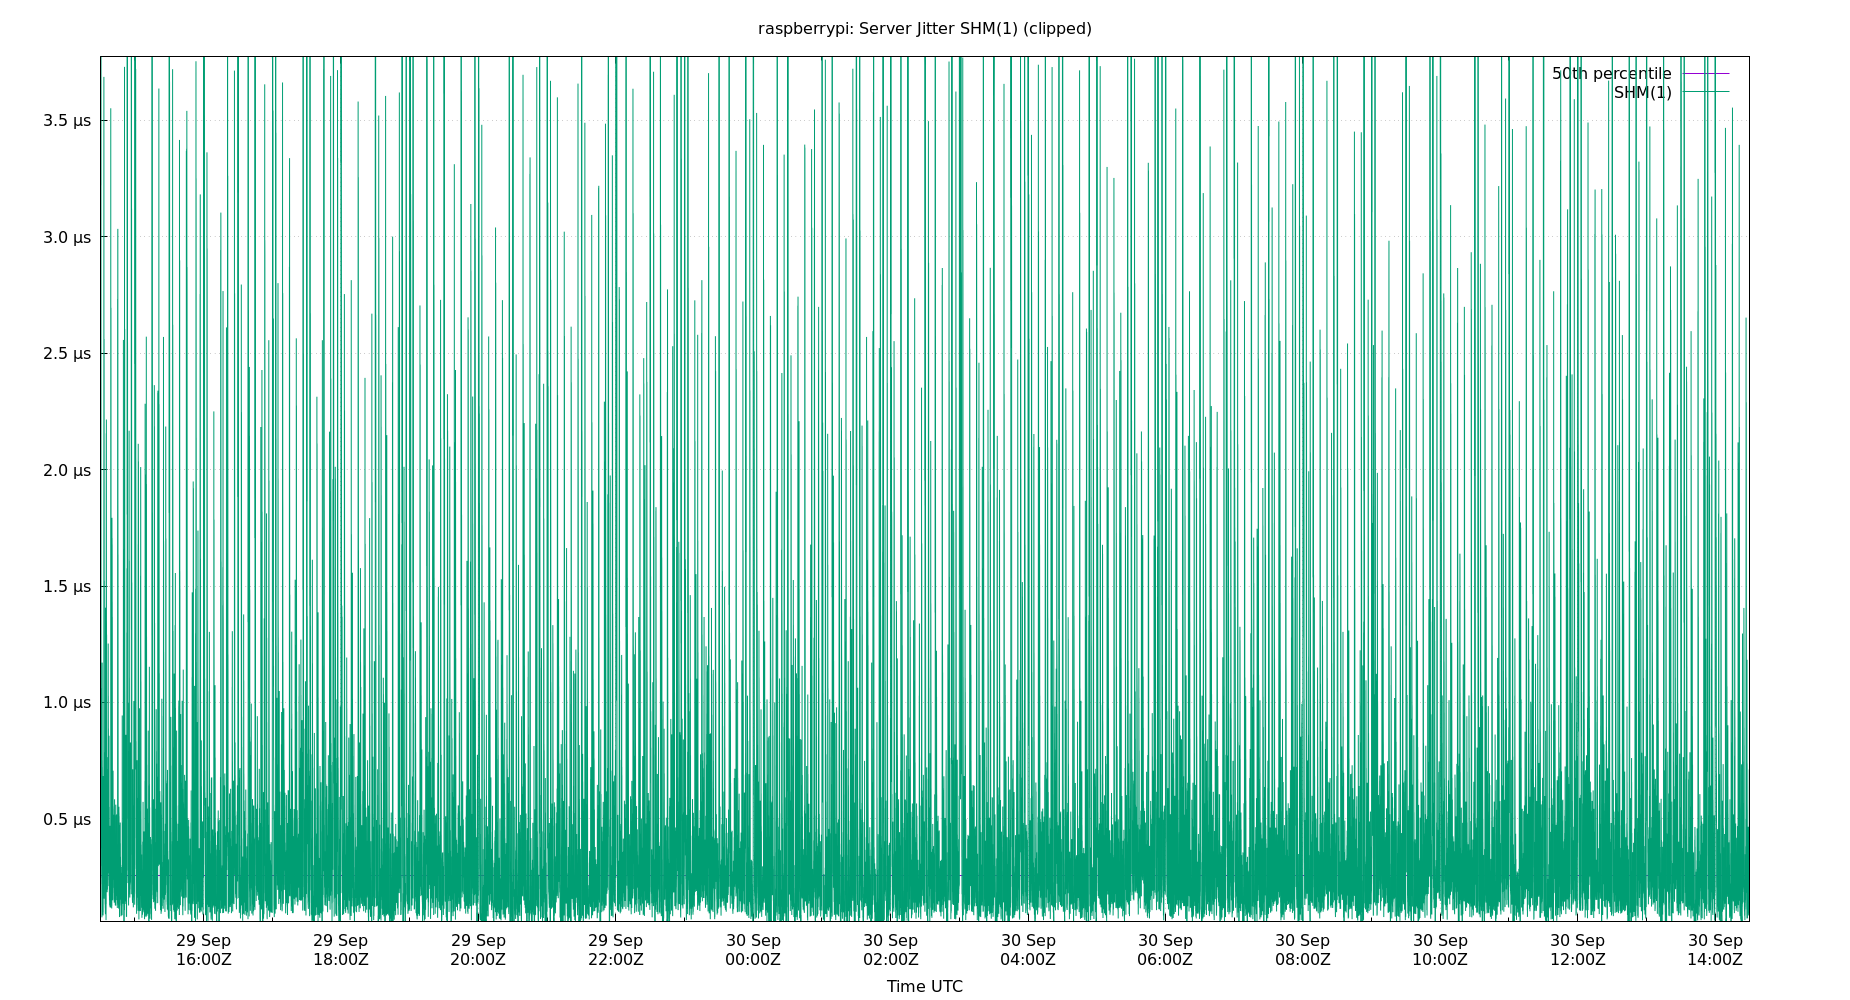 raspberrypi: Server Jitter SHM(1) (clipped)
50th percentile
SHM(1)
3.5 μs
3.0 μs
2.5 μs
2.0 μs
1.5 μs
1.0 μs
0.5 μs
29 Sep 29 Sep 29 Sep 29 Sep 30 Sep 30 Sep 30 Sep 30 Sep 30 Sep 30 Sep 30 Sep 30 Sep
16:00Z 18:00Z 20:00Z 22:00Z 00:00Z 02:00Z 04:00Z 06:00Z 08:00Z 10:00Z 12:00Z 14:00Z
Time UTC